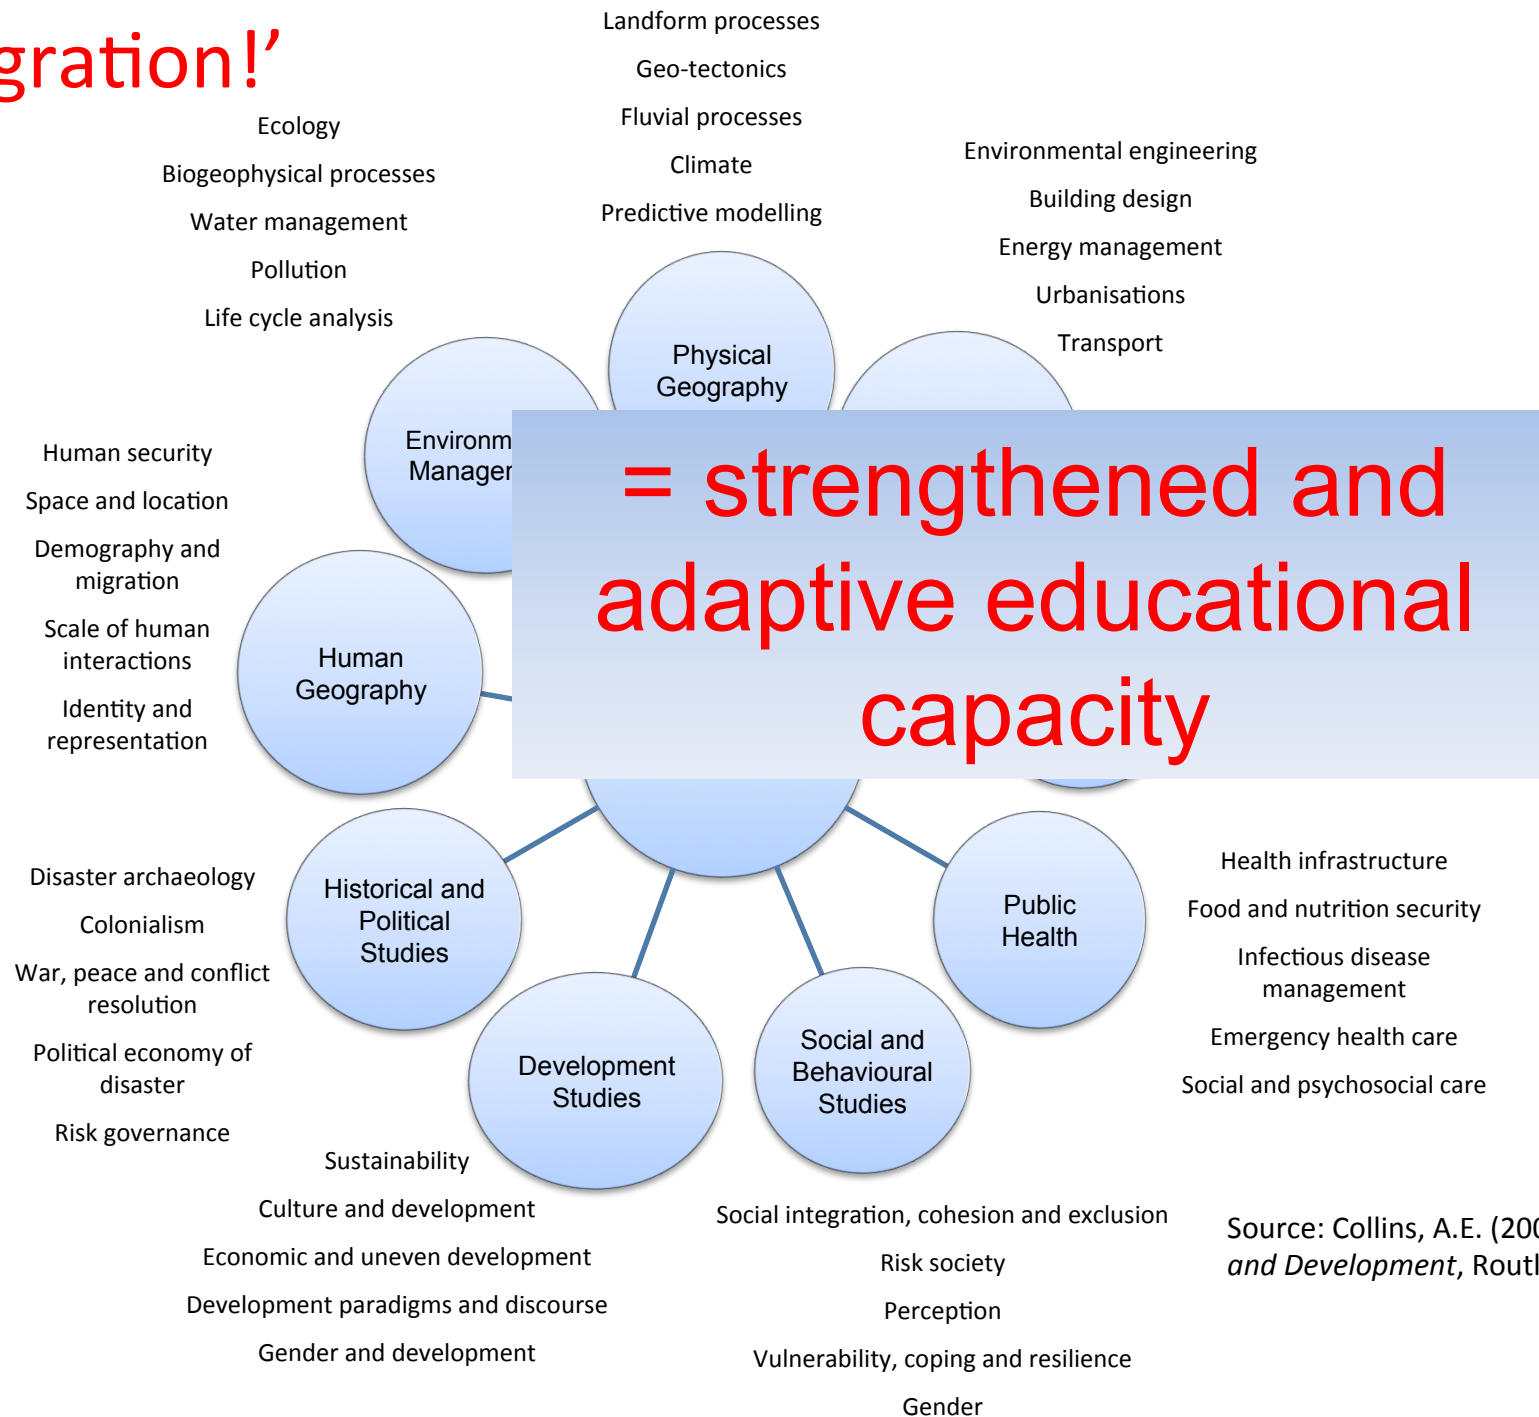 gration!’
Landform processes
Geo-tectonics
Fluvial processes
Climate
Predictive modelling
Ecology
Biogeophysical processes
Water management
Pollution
Life cycle analysis
Environmental engineering
Building design
Energy management
Urbanisations
Transport
Physical
Geography
Environm
Manager
= strengthened and
adaptive educational
capacity
Human security
Space and location
Demography and
migration
Scale of human
interactions
Identity and
representation
Human
Geography
Disaster archaeology
Colonialism
War, peace and conflict
resolution
Political economy of
disaster
Risk governance
Historical and
Political
Studies
Public
Health
Health infrastructure
Food and nutrition security
Infectious disease
management
Emergency health care
Social and psychosocial care
Development
Studies
Social and
Behavioural
Studies
Sustainability
Culture and development
Economic and uneven development
Development paradigms and discourse
Gender and development
Social integration, cohesion and exclusion
Risk society
Perception
Vulnerability, coping and resilience
Gender
Source: Collins, A.E. (200
and Development, Routl